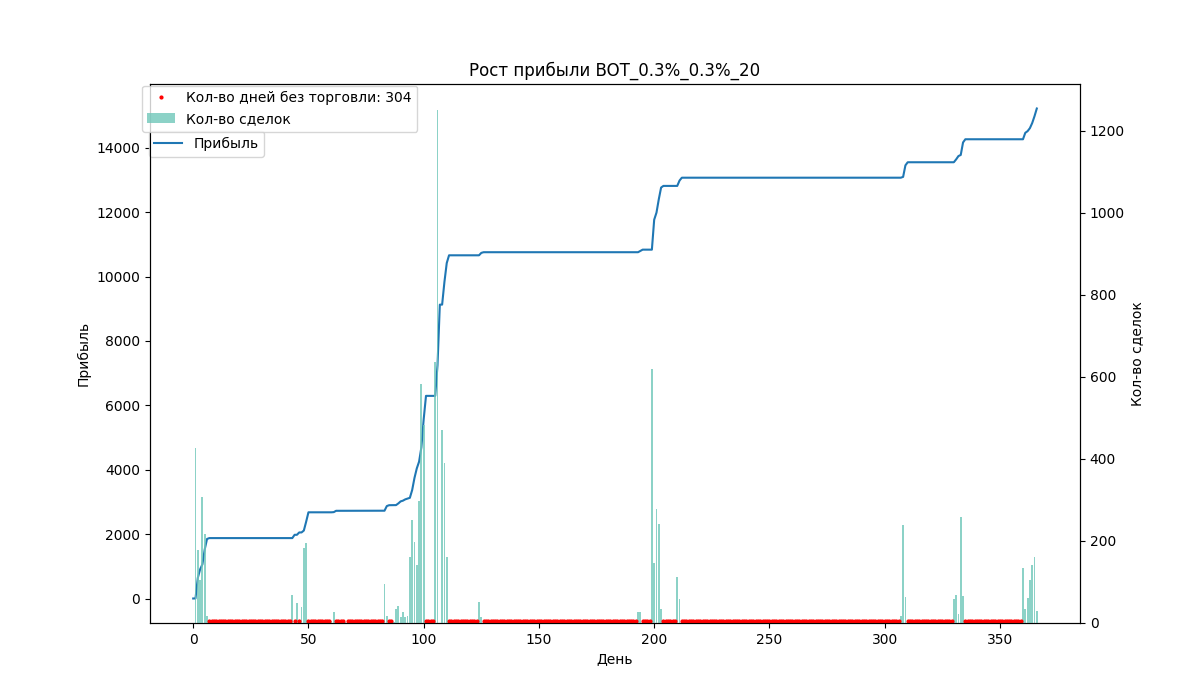 Рост прибыли BOT_0.3%_0.3%_20
Кол-во дней без торговли: 304
Кол-во сделок
Прибыль
14000
12000
10000
8000
6000
4000
2000
0
Прибыль
1200
1000
800
600
400
200
0
Кол-во сделок
0 50 100 150 200 250 300 350
День